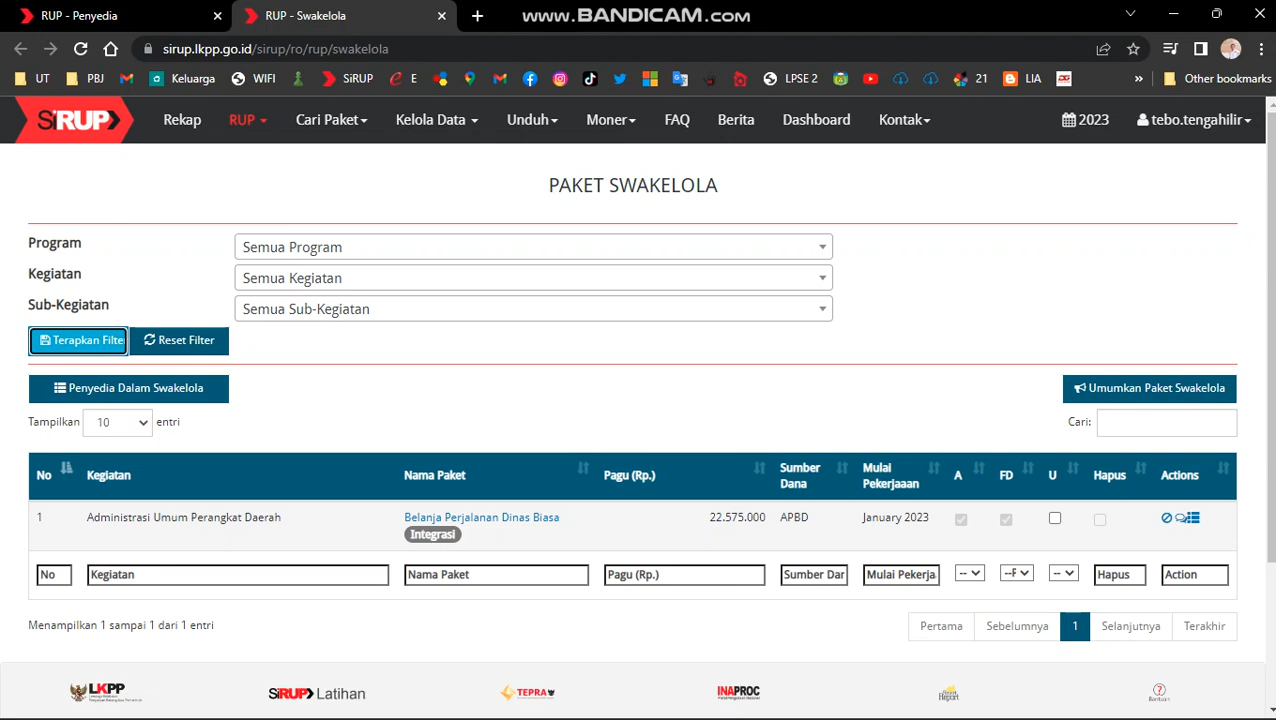 RUP - Penyedia
RUP - Swakelola
www.BANDICAM.com
sirup.lkpp.go.id/sirup/ro/rup/swakelola
UT
PBJ
Keluarga
WIFI
SiRUP
E
LPSE 2
21
LIA
»
Other bookmarks
SiRUP
Rekap
RUP
Cari Paket
Kelola Data
Unduh
Moner
FAQ
Berita
Dashboard
Kontak
2023
tebo.tengahilir
PAKET SWAKELOLA
Program
Semua Program
Kegiatan
Semua Kegiatan
Sub-Kegiatan
Semua Sub-Kegiatan
Terapkan Filte
Reset Filter
Penyedia Dalam Swakelola
Umumkan Paket Swakelola
Tampilkan 10 entri
Cari:
No Kegiatan Nama Paket Pagu (Rp.) Sumber Dana Mulai Pekerjaaan A FD U Hapus Actions
1 Administrasi Umum Perangkat Daerah Belanja Perjalanan Dinas Biasa 22.575.000 APBD January 2023
Integrasi
No Kegiatan Nama Paket Pagu (Rp.) Sumber Dar Mulai Pekerja -- --F -- Hapus Action
Menampilkan 1 sampai 1 dari 1 entri
Pertama Sebelumnya 1 Selanjutnya Terakhir
LKPP
SiRUP Latihan
TEPRA
INAPROC
Report
Bantuan